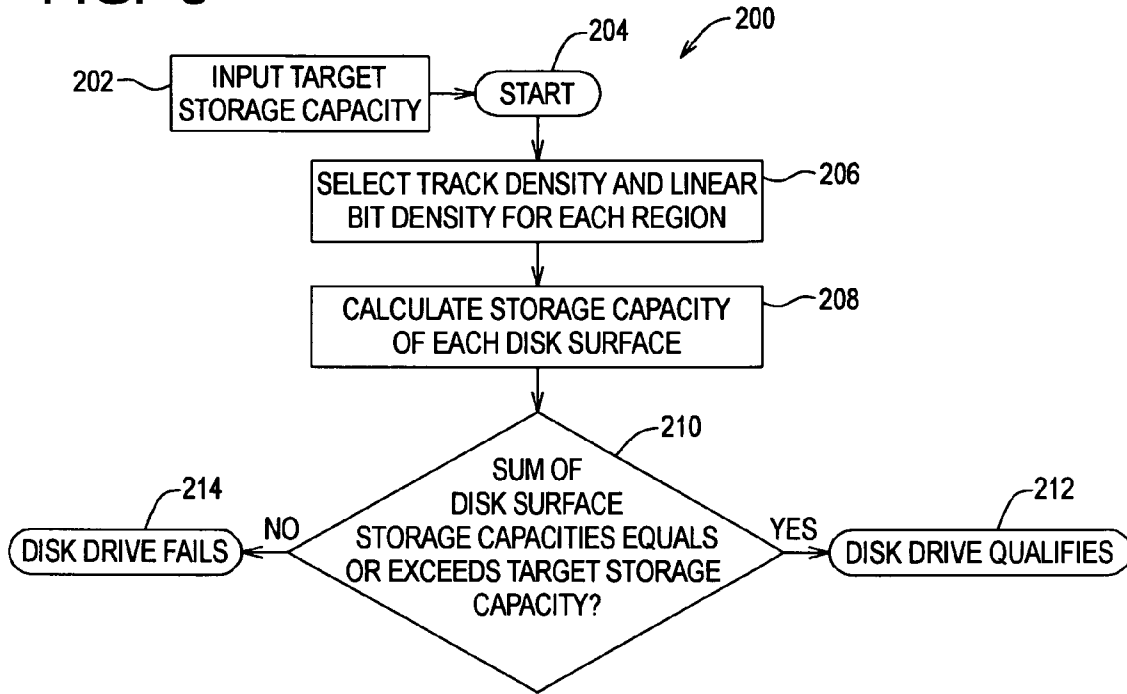 200
204
202
INPUT TARGET
STORAGE CAPACITY
START
SELECT TRACK DENSITY AND LINEAR
BIT DENSITY FOR EACH REGION
206
CALCULATE STORAGE CAPACITY
OF EACH DISK SURFACE
208
210
SUM OF
DISK SURFACE
STORAGE CAPACITIES EQUALS
OR EXCEEDS TARGET STORAGE
CAPACITY?
214
NO
DISK DRIVE FAILS
212
YES
DISK DRIVE QUALIFIES